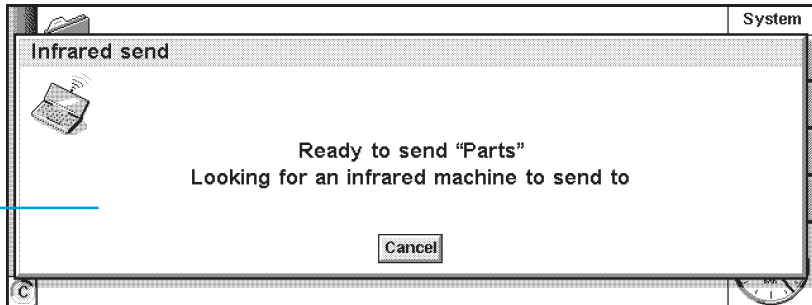 System
Infrared send
Ready to send “Parts”
Looking for an infrared machine to send to
Cancel
C